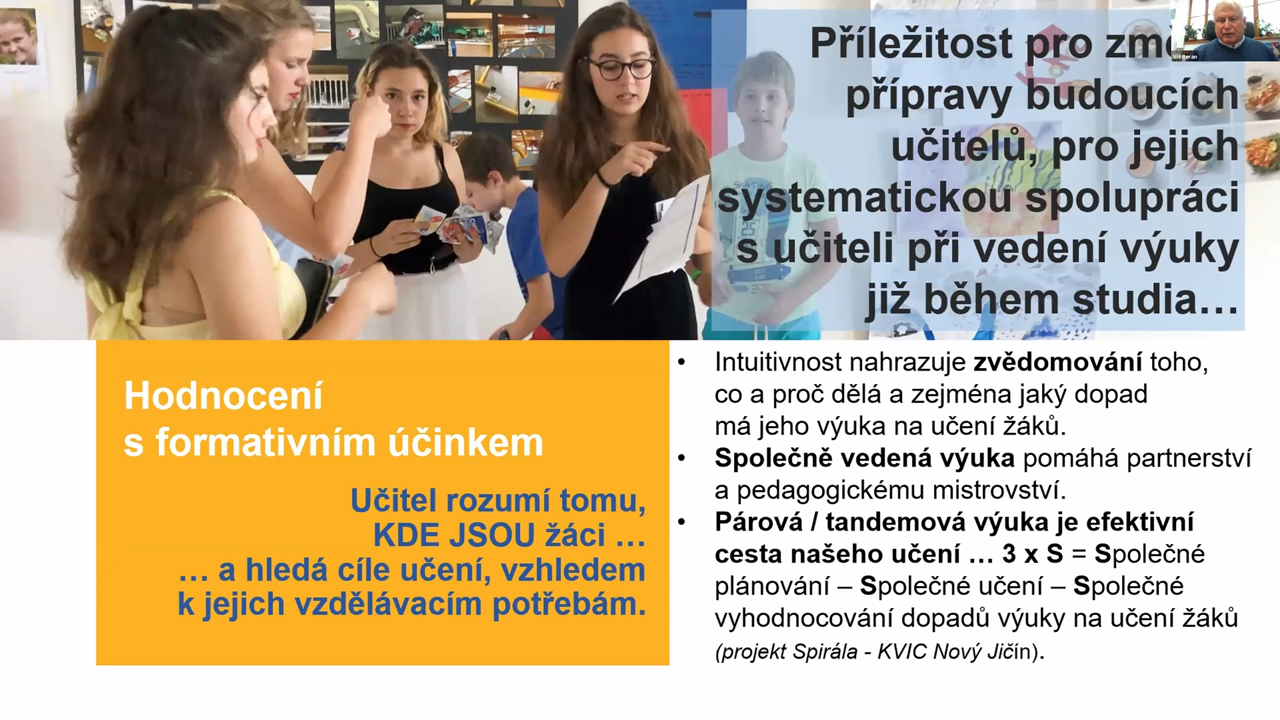 Příležitost pro
přípravy budoucích
učitelů, pro jejich
systematickou spolupráci
s učiteli při vedení výuky
již během studia…
Vít Beran
Hodnocení
s formativním účinkem
Učitel rozumí tomu,
KDE JSOU žáci …
… a hledá cíle učení, vzhledem
k jejich vzdělávacím potřebám.
• Intuitivnost nahrazuje zvědomování toho,
co a proč dělá a zejména jaký dopad
má jeho výuka na učení žáků.
• Společně vedená výuka pomáhá partnerství
a pedagogickému mistrovství.
• Párová / tandemová výuka je efektivní
cesta našeho učení … 3 x S = Společné
plánování – Společné učení – Společné
vyhodnocování dopadů výuky na učení žáků
(projekt Spirála - KVIC Nový Jičín).